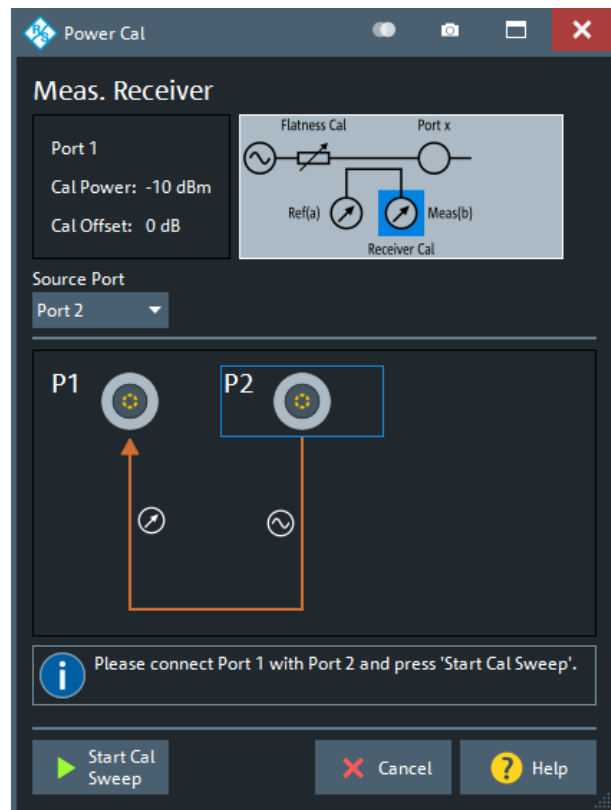 R&S Power Cal
Meas. Receiver
Port 1
Cal Power: -10 dBm
Cal Offset: 0 dB
Flatness Cal Port x
Ref(a) Meas(b)
Receiver Cal
Source Port
Port 2
P1 P2
i Please connect Port 1 with Port 2 and press 'Start Cal Sweep'.
Start Cal
Sweep
Cancel
? Help